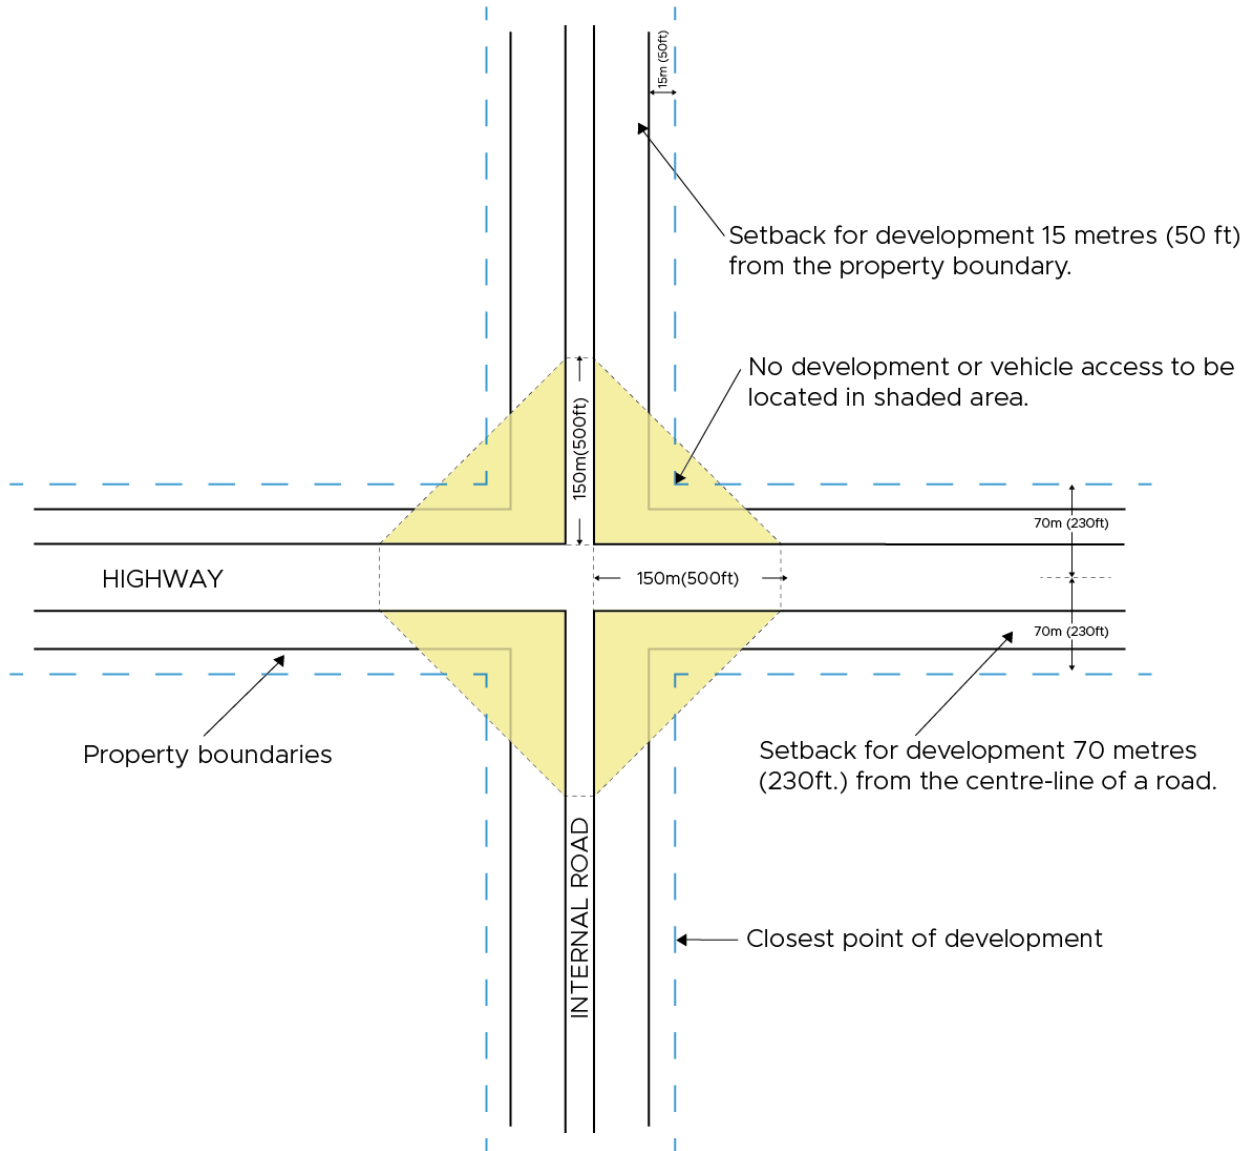 15m (50ft)
Setback for development 15 metres (50 ft)
from the property boundary.
No development or vehicle access to be
located in shaded area.
150m(500ft)
70m (230ft)
HIGHWAY
150m(500ft)
70m (230ft)
Property boundaries
Setback for development 70 metres
(230ft.) from the centre-line of a road.
INTERNAL ROAD
Closest point of development